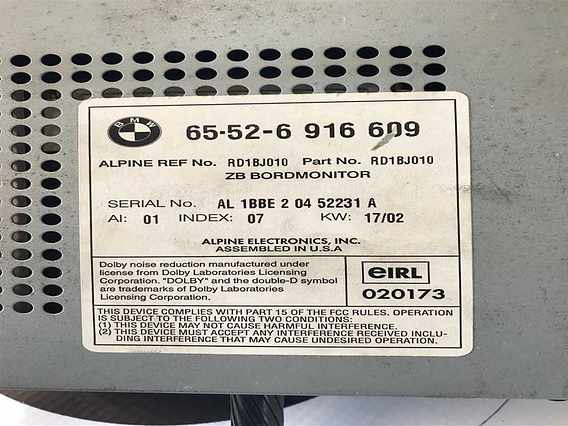 BMW
65-52-6 916 609
ALPINE REF No. RD1BJ010 Part No. RD1BJ010
ZB BORDMONITOR
SERIAL No. AL 1BBE 2 04 52231 A
AI: 01 INDEX: 07 KW: 17/02
ALPINE ELECTRONICS, INC.
ASSEMBLED IN U.S.A
Dolby noise reduction manufactured under
license from Dolby Laboratories Licensing
Corporation. "DOLBY" and the double-D symbol
are trademarks of Dolby Laboratories
Licensing Corporation.
eIRL
020173
THIS DEVICE COMPLIES WITH PART 15 OF THE FCC RULES. OPERATION
IS SUBJECT TO THE FOLLOWING TWO CONDITIONS:
(1) THIS DEVICE MAY NOT CAUSE HARMFUL INTERFERENCE.
(2) THIS DEVICE MUST ACCEPT ANY INTERFERENCE RECEIVED INCLU-
DING INTERFERENCE THAT MAY CAUSE UNDESIRED OPERATION.